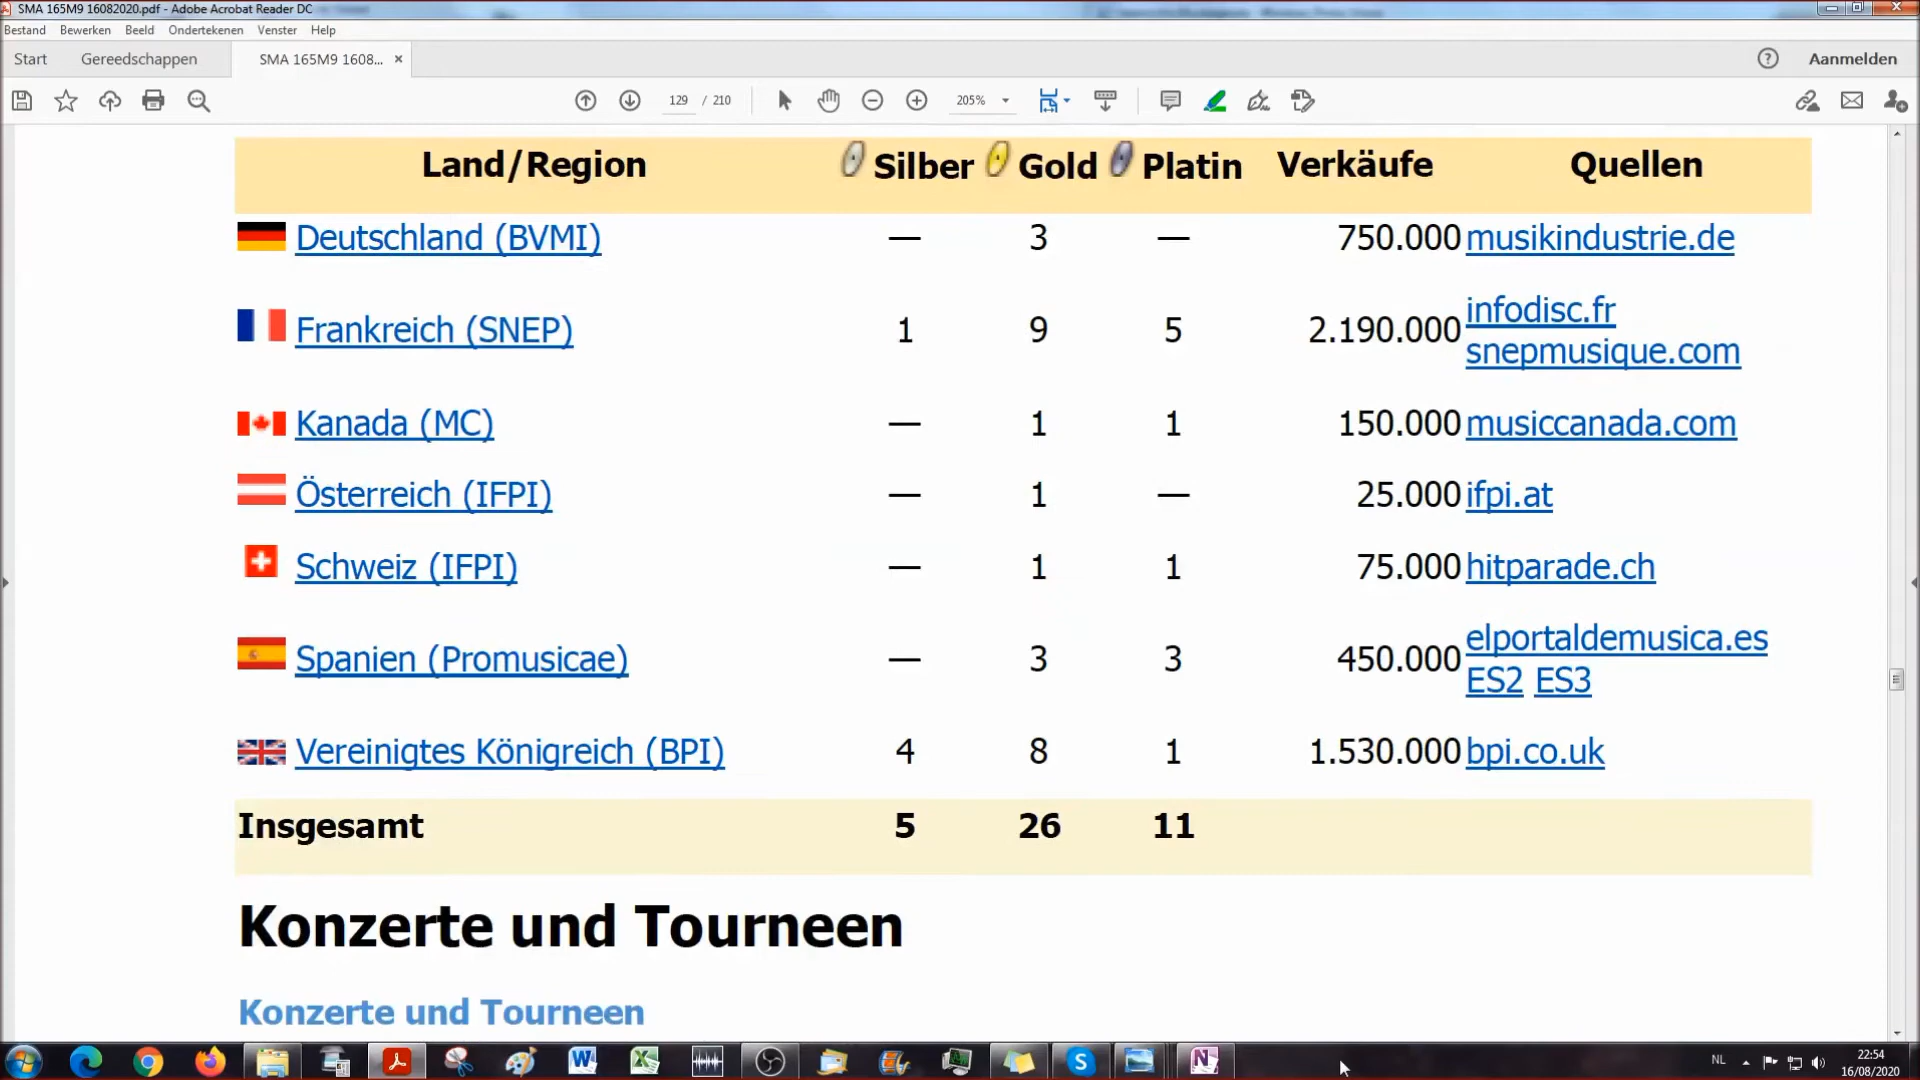 SMA 165M9 16082020.pdf - Adobe Acrobat Reader DC
Bestand Bewerken Beeld Ondertekenen Venster Help
Start Gereedschappen SMA 165M9 1608... × Aanmelden
129 / 210 205%
Land/Region Silber Gold Platin Verkäufe Quellen
Deutschland (BVMI) — 3 — 750.000 musikindustrie.de
Frankreich (SNEP) 1 9 5 2.190.000 infodisc.fr
snepmusique.com
Kanada (MC) — 1 1 150.000 musiccanada.com
Österreich (IFPI) — 1 — 25.000 ifpi.at
Schweiz (IFPI) — 1 1 75.000 hitparade.ch
Spanien (Promusicae) — 3 3 450.000 elportaldemusica.es
ES2 ES3
Vereinigtes Königreich (BPI) 4 8 1 1.530.000 bpi.co.uk
Insgesamt 5 26 11
Konzerte und Tourneen
Konzerte und Tourneen
NL 22:54
16/08/2020